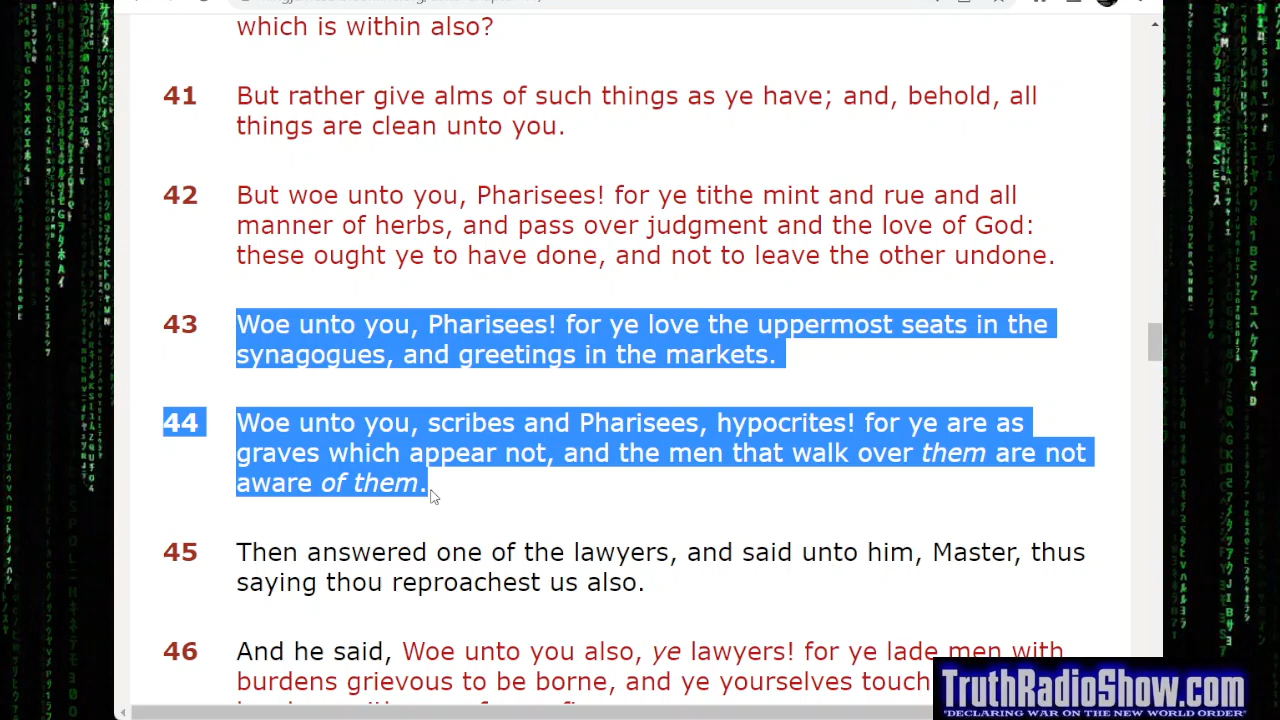 which is within also?
41 But rather give alms of such things as ye have; and, behold, all
things are clean unto you.
42 But woe unto you, Pharisees! for ye tithe mint and rue and all
manner of herbs, and pass over judgment and the love of God:
these ought ye to have done, and not to leave the other undone.
43 Woe unto you, Pharisees! for ye love the uppermost seats in the
synagogues, and greetings in the markets.
44 Woe unto you, scribes and Pharisees, hypocrites! for ye are as
graves which appear not, and the men that walk over them are not
aware of them.
45 Then answered one of the lawyers, and said unto him, Master, thus
saying thou reproachest us also.
46 And he said, Woe unto you also, ye lawyers! for ye lade men with
burdens grievous to be borne, and ye yourselves touch
TruthRadioShow.com
"DECLARING WAR ON THE NEW WORLD ORDER"